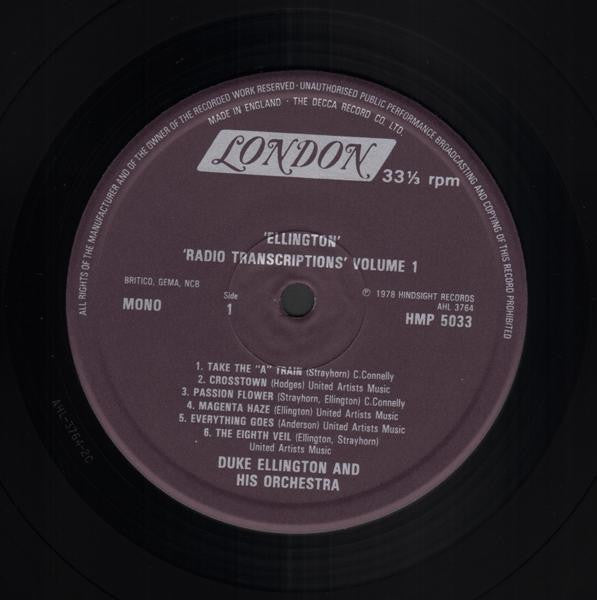 ALL RIGHTS OF THE MANUFACTURER AND OF THE OWNER OF THE RECORDED WORK RESERVED · UNAUTHORISED PUBLIC PERFORMANCE BROADCASTING AND COPYING OF THIS RECORD PROHIBITED
MADE IN ENGLAND · THE DECCA RECORD CO. LTD.
LONDON
33⅓ rpm
'ELLINGTON'
'RADIO TRANSCRIPTIONS' VOLUME 1
BRITICO, GEMA, NCB
MONO
Side
1
℗ 1978 HINDSIGHT RECORDS
AHL 3764
HMP 5033
1. TAKE THE "A" TRAIN (Strayhorn) C.Connelly
2. CROSSTOWN (Hodges) United Artists Music
3. PASSION FLOWER (Strayhorn, Ellington) C.Connelly
4. MAGENTA HAZE (Ellington) United Artists Music
5. EVERYTHING GOES (Anderson) United Artists Music
6. THE EIGHTH VEIL (Ellington, Strayhorn)
United Artists Music
DUKE ELLINGTON AND
HIS ORCHESTRA
AHL-3764-2C